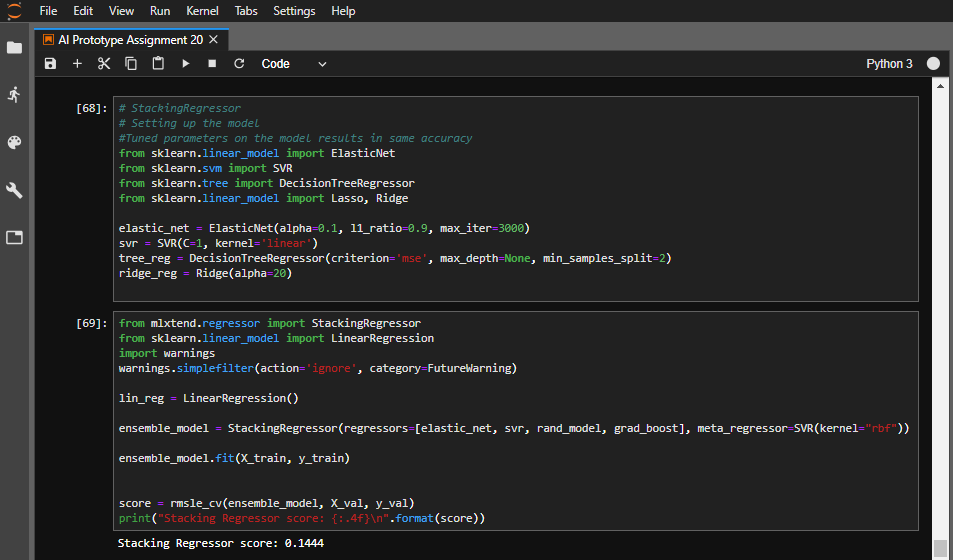 File Edit View Run Kernel Tabs Settings Help
AI Prototype Assignment 20
Code
Python 3
[68]:
# StackingRegressor
# Setting up the model
#Tuned parameters on the model results in same accuracy
from sklearn.linear_model import ElasticNet
from sklearn.svm import SVR
from sklearn.tree import DecisionTreeRegressor
from sklearn.linear_model import Lasso, Ridge
elastic_net = ElasticNet(alpha=0.1, l1_ratio=0.9, max_iter=3000)
svr = SVR(C=1, kernel='linear')
tree_reg = DecisionTreeRegressor(criterion='mse', max_depth=None, min_samples_split=2)
ridge_reg = Ridge(alpha=20)
[69]:
from mlxtend.regressor import StackingRegressor
from sklearn.linear_model import LinearRegression
import warnings
warnings.simplefilter(action='ignore', category=FutureWarning)
lin_reg = LinearRegression()
ensemble_model = StackingRegressor(regressors=[elastic_net, svr, rand_model, grad_boost], meta_regressor=SVR(kernel="rbf"))
ensemble_model.fit(X_train, y_train)
score = rmsle_cv(ensemble_model, X_val, y_val)
print("Stacking Regressor score: {:.4f}\n".format(score))
Stacking Regressor score: 0.1444